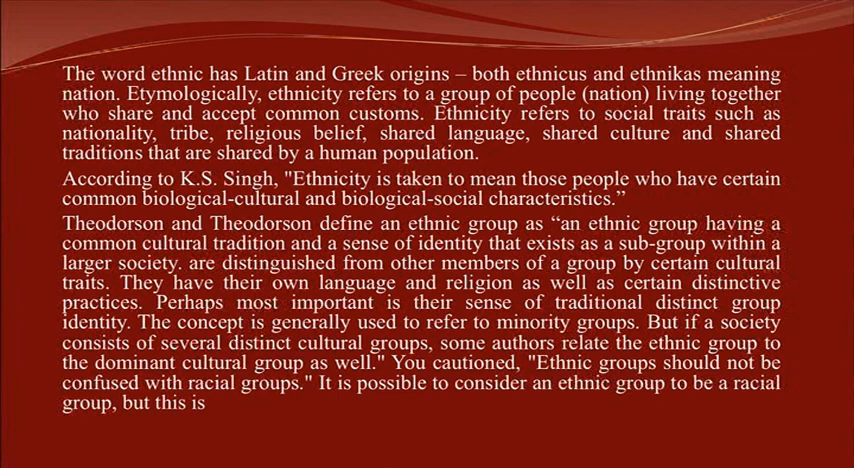 The word ethnic has Latin and Greek origins – both ethnicus and ethnikas meaning
nation. Etymologically, ethnicity refers to a group of people (nation) living together
who share and accept common customs. Ethnicity refers to social traits such as
nationality, tribe, religious belief, shared language, shared culture and shared
traditions that are shared by a human population.
According to K.S. Singh, "Ethnicity is taken to mean those people who have certain
common biological-cultural and biological-social characteristics.”
Theodorson and Theodorson define an ethnic group as “an ethnic group having a
common cultural tradition and a sense of identity that exists as a sub-group within a
larger society. are distinguished from other members of a group by certain cultural
traits. They have their own language and religion as well as certain distinctive
practices. Perhaps most important is their sense of traditional distinct group
identity. The concept is generally used to refer to minority groups. But if a society
consists of several distinct cultural groups, some authors relate the ethnic group to
the dominant cultural group as well." You cautioned, "Ethnic groups should not be
confused with racial groups." It is possible to consider an ethnic group to be a racial
group, but this is